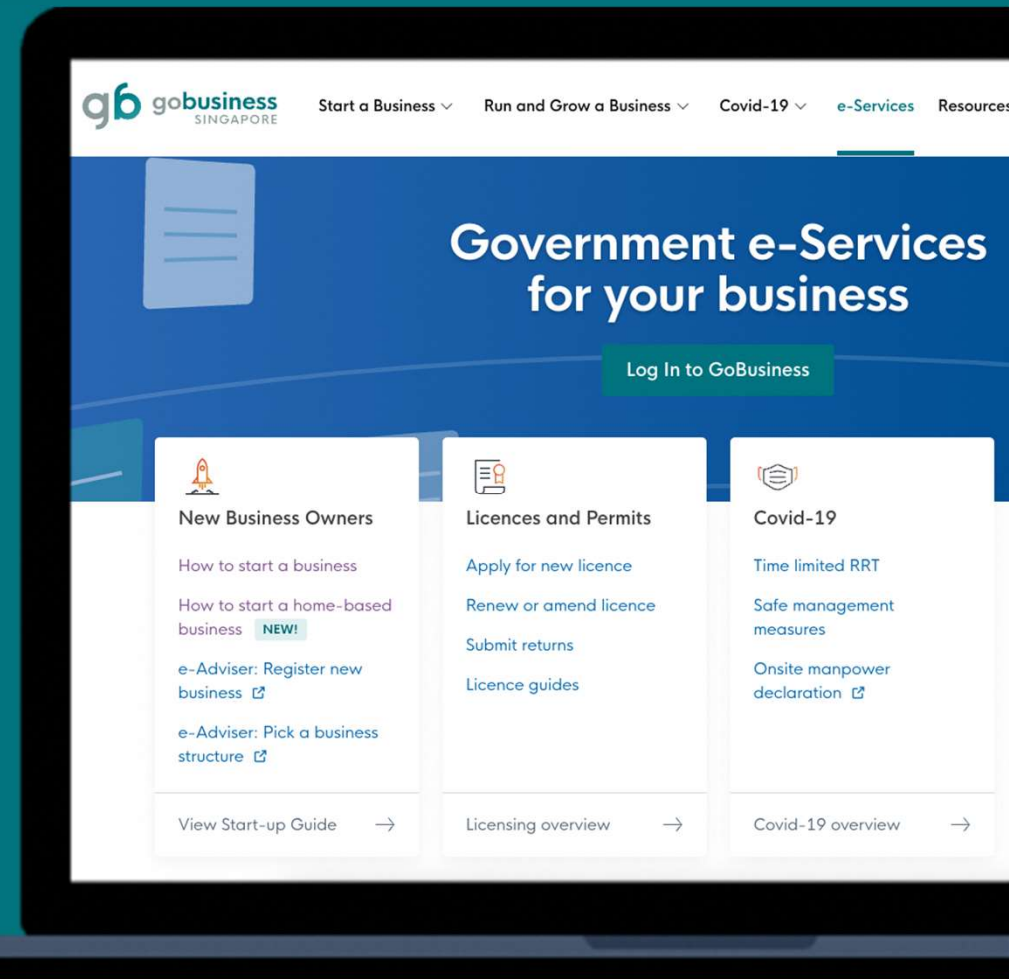 gb gobusiness
SINGAPORE
Start a Business
Run and Grow a Business
Covid-19
e-Services
Resources
Government e-Services
for your business
Log In to GoBusiness
New Business Owners
How to start a business
How to start a home-based
business NEW!
e-Adviser: Register new
business
e-Adviser: Pick a business
structure
View Start-up Guide
Licences and Permits
Apply for new licence
Renew or amend licence
Submit returns
Licence guides
Licensing overview
Covid-19
Time limited RRT
Safe management
measures
Onsite manpower
declaration
Covid-19 overview